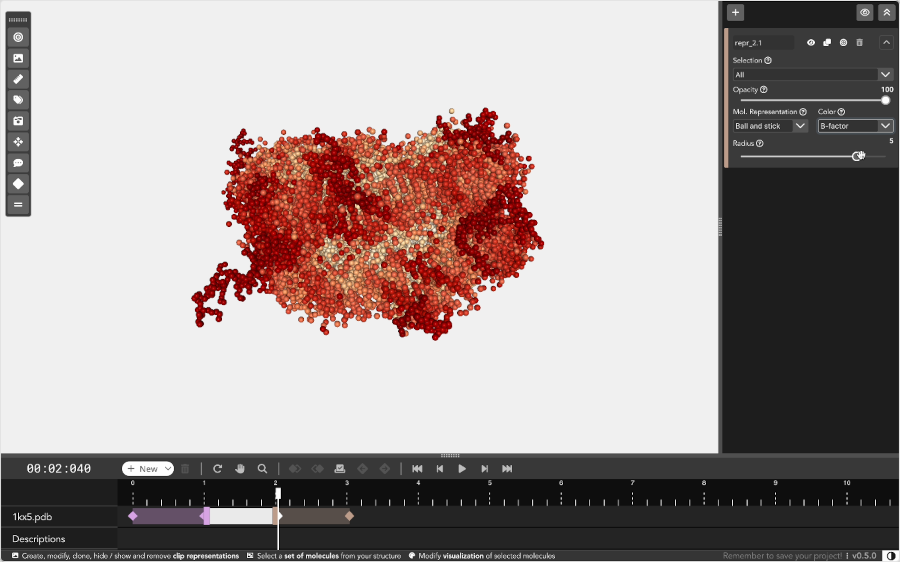 repr_2.1
Selection
All
Opacity 100
Mol. Representation Color
Ball and stick B-factor
Radius 5
00:02:040 New
0 1 2 3 4 5 6 7 8 9 10
1kx5.pdb
Descriptions
Create, modify, clone, hide / show and remove clip representations Select a set of molecules from your structure Modify visualization of selected molecules Remember to save your project! v0.5.0